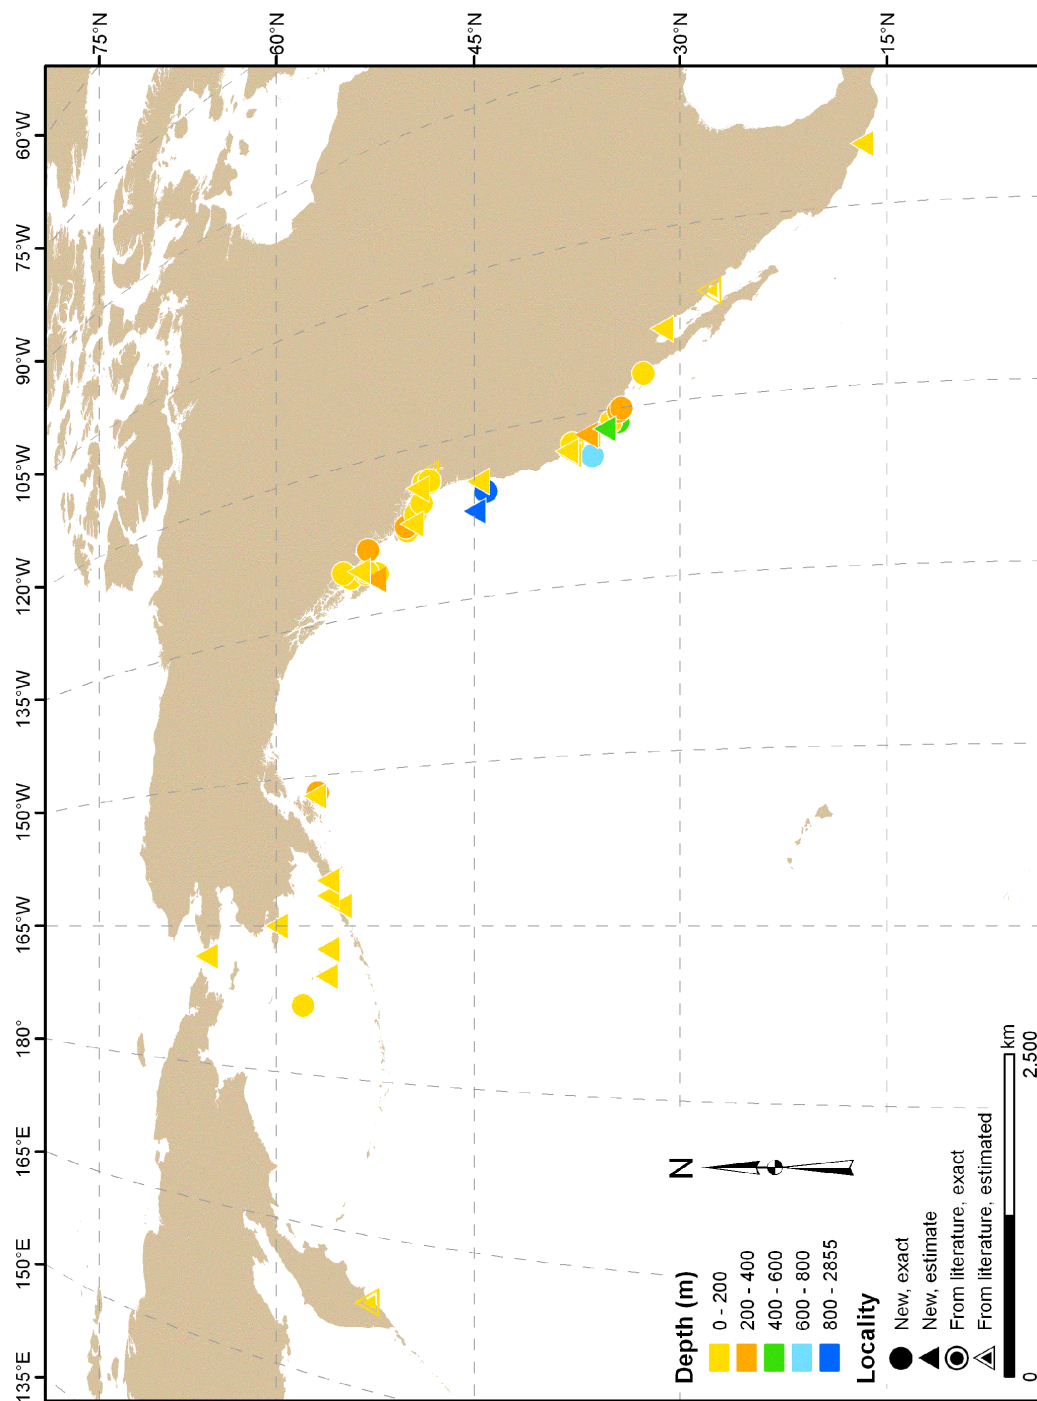 135°E 150°E 165°E 180° 165°W 150°W 135°W 120°W 105°W 90°W 75°W 60°W
75°N
60°N
45°N
30°N
15°N
N
Depth (m)
0 - 200
200 - 400
400 - 600
600 - 800
800 - 2855
Locality
New, exact
New, estimate
From literature, exact
From literature, estimated
km
0 2.500